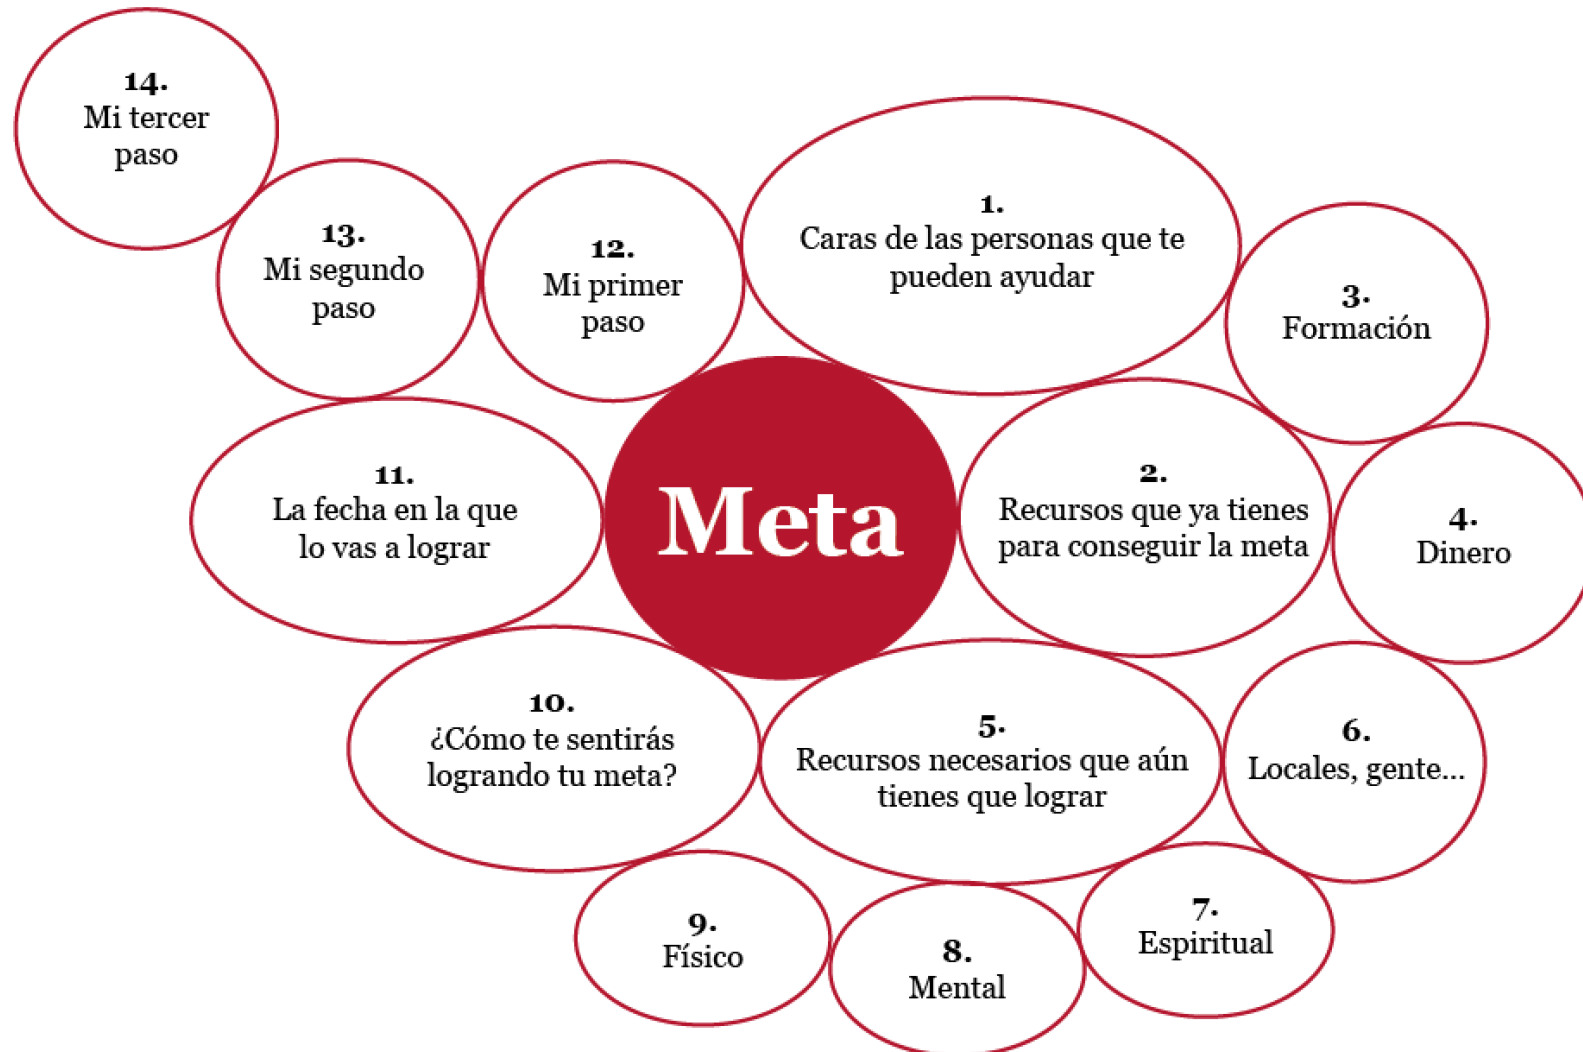 Meta
1.
Caras de las personas que te
pueden ayudar
2.
Recursos que ya tienes
para conseguir la meta
3.
Formación
4.
Dinero
5.
Recursos necesarios que aún
tienes que lograr
6.
Locales, gente...
7.
Espiritual
8.
Mental
9.
Físico
10.
¿Cómo te sentirás
logrando tu meta?
11.
La fecha en la que
lo vas a lograr
12.
Mi primer
paso
13.
Mi segundo
paso
14.
Mi tercer
paso